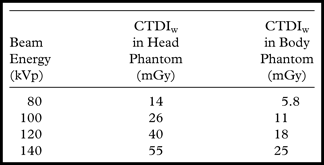 CTDIw CTDIw
Beam in Head in Body
Energy Phantom Phantom
(kVp) (mGy) (mGy)
80 14 5.8
100 26 11
120 40 18
140 55 25